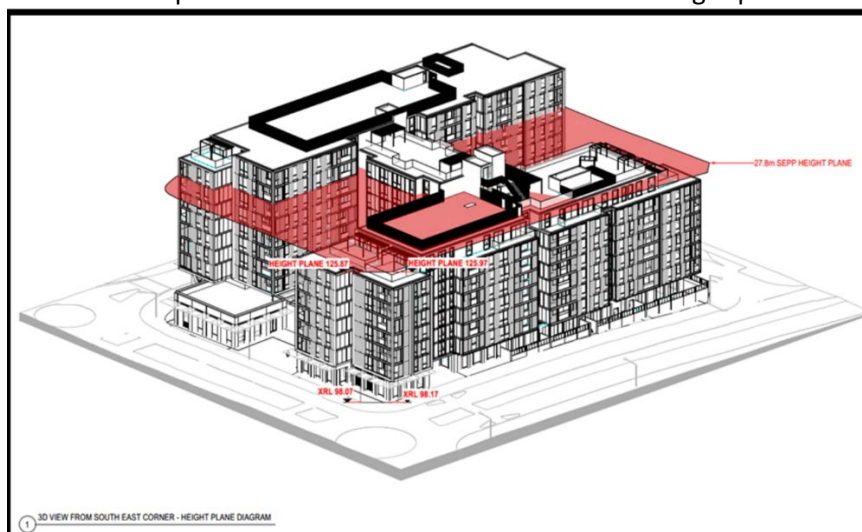 27.8m SEPP HEIGHT PLANE
HEIGHT PLANE 125.87
HEIGHT PLANE 125.97
XRL 98.07
XRL 98.17
1 3D VIEW FROM SOUTH EAST CORNER - HEIGHT PLANE DIAGRAM